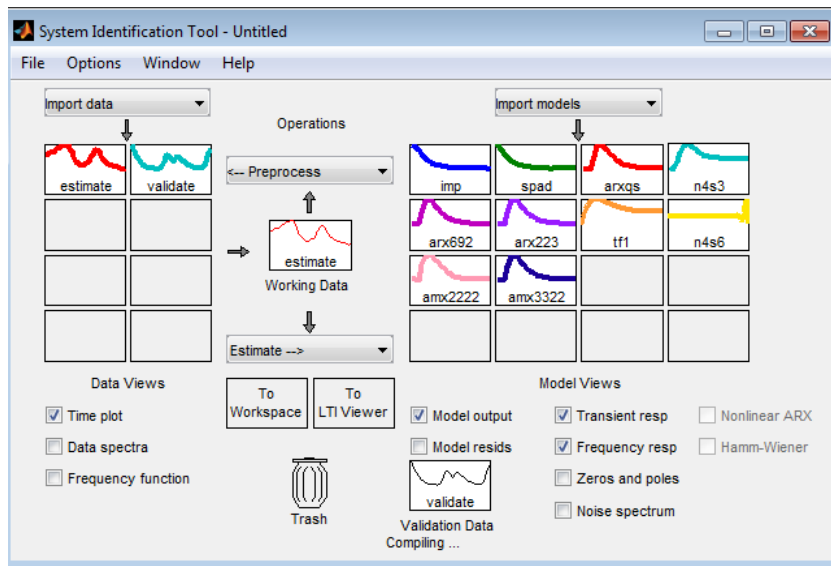 System Identification Tool - Untitled
File Options Window Help
Import data
Import models
Operations
estimate validate
<-- Preprocess
imp spad arxqs n4s3
arx692 arx223 tf1 n4s6
estimate
Working Data
amx2222 amx3322
Estimate -->
Data Views
Model Views
To Workspace
To LTI Viewer
Time plot
Data spectra
Frequency function
Model output
Transient resp
Nonlinear ARX
Model resids
Frequency resp
Hamm-Wiener
Zeros and poles
Noise spectrum
Trash
validate
Validation Data
Compiling ...